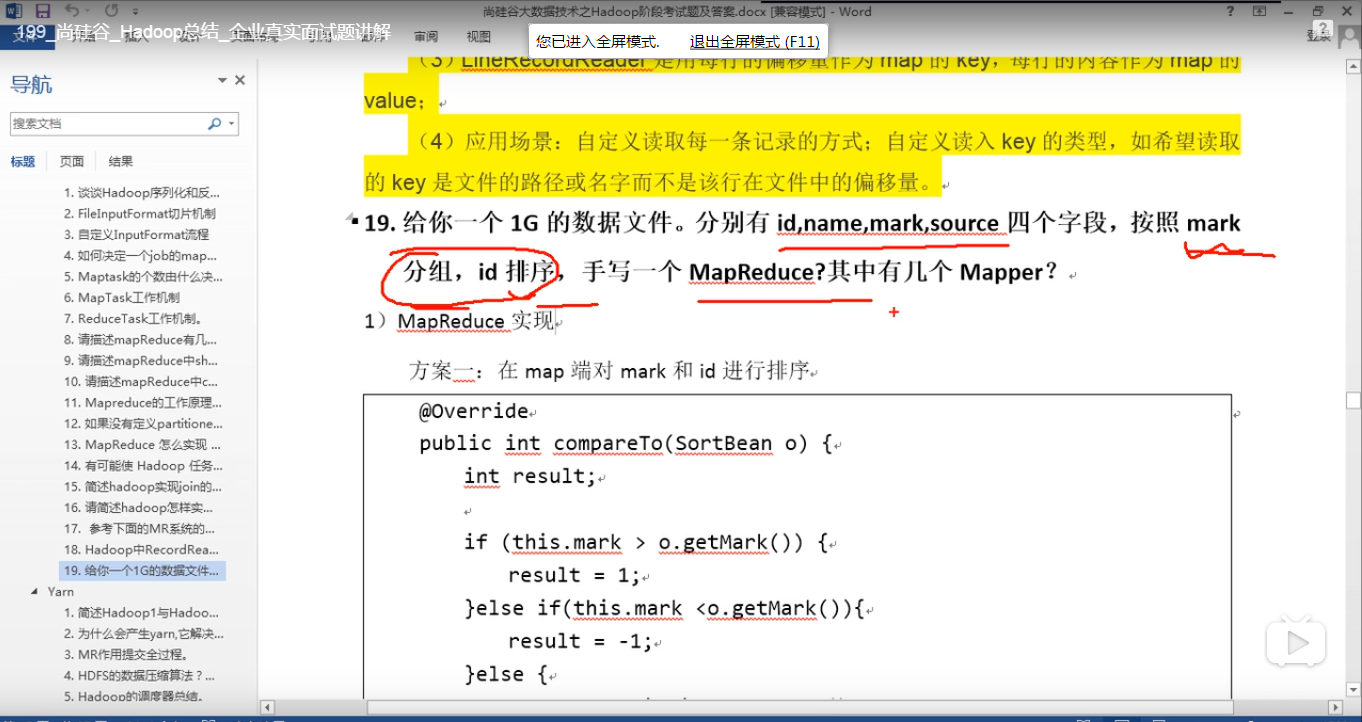 尚硅谷大数据技术之Hadoop阶段考试题及答案.docx [兼容模式] - Word
199_尚硅谷_Hadoop总结_企业真实面试题讲解
审阅
视图
登录
您已进入全屏模式.
退出全屏模式 (F11)
导航
搜索文档
标题
页面
结果
1. 谈谈Hadoop序列化和反...
2. FileInputFormat切片机制
3. 自定义InputFormat流程
4. 如何决定一个job的map...
5. Maptask的个数由什么决...
6. MapTask工作机制
7. ReduceTask工作机制。
8. 请描述mapReduce有几...
9. 请描述mapReduce中sh...
10. 请描述mapReduce中c...
11. Mapreduce的工作原理...
12. 如果没有定义partitione...
13. MapReduce 怎么实现 ...
14. 有可能使 Hadoop 任务...
15. 简述hadoop实现join的...
16. 请简述hadoop怎样实...
17. 参考下面的MR系统的...
18. Hadoop中RecordRea...
19. 给你一个1G的数据文件...
Yarn
1. 简述Hadoop1与Hadoo...
2. 为什么会产生yarn,它解决...
3. MR作用提交全过程。
4. HDFS的数据压缩算法？...
5. Hadoop的调度器总结。
（3）LineRecordReader 是用每行的偏移量作为 map 的 key，每行的内容作为 map 的
value；
（4）应用场景：自定义读取每一条记录的方式；自定义读入 key 的类型，如希望读取
的 key 是文件的路径或名字而不是该行在文件中的偏移量。
19. 给你一个 1G 的数据文件。分别有 id,name,mark,source 四个字段，按照 mark
分组，id 排序，手写一个 MapReduce?其中有几个 Mapper？
1）MapReduce 实现
方案一：在 map 端对 mark 和 id 进行排序
@Override
public int compareTo(SortBean o) {
int result;
if (this.mark > o.getMark()) {
result = 1;
}else if(this.mark <o.getMark()){
result = -1;
}else {